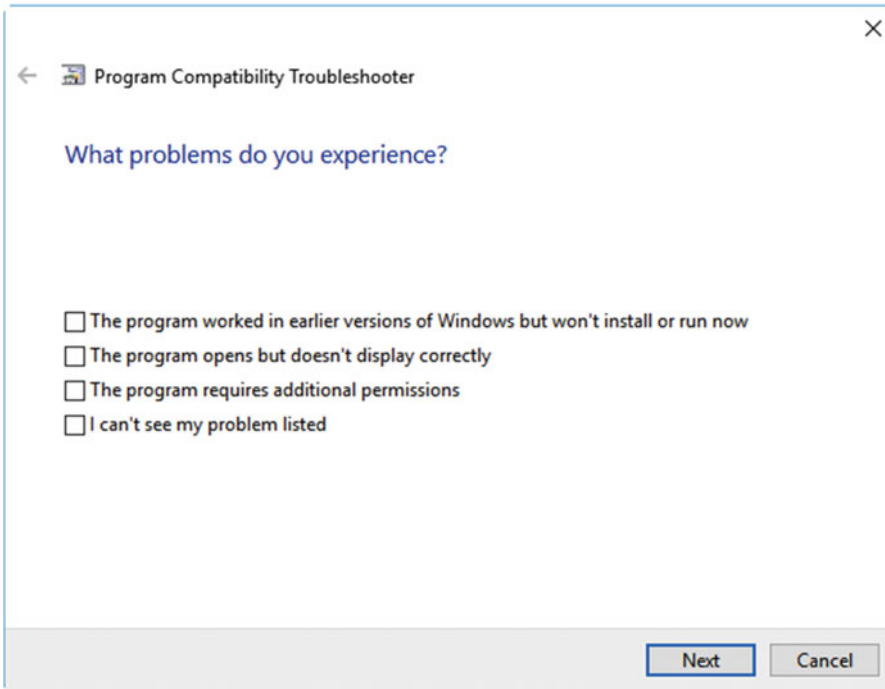 Program Compatibility Troubleshooter
What problems do you experience?
The program worked in earlier versions of Windows but won't install or run now
The program opens but doesn't display correctly
The program requires additional permissions
I can't see my problem listed
Next Cancel